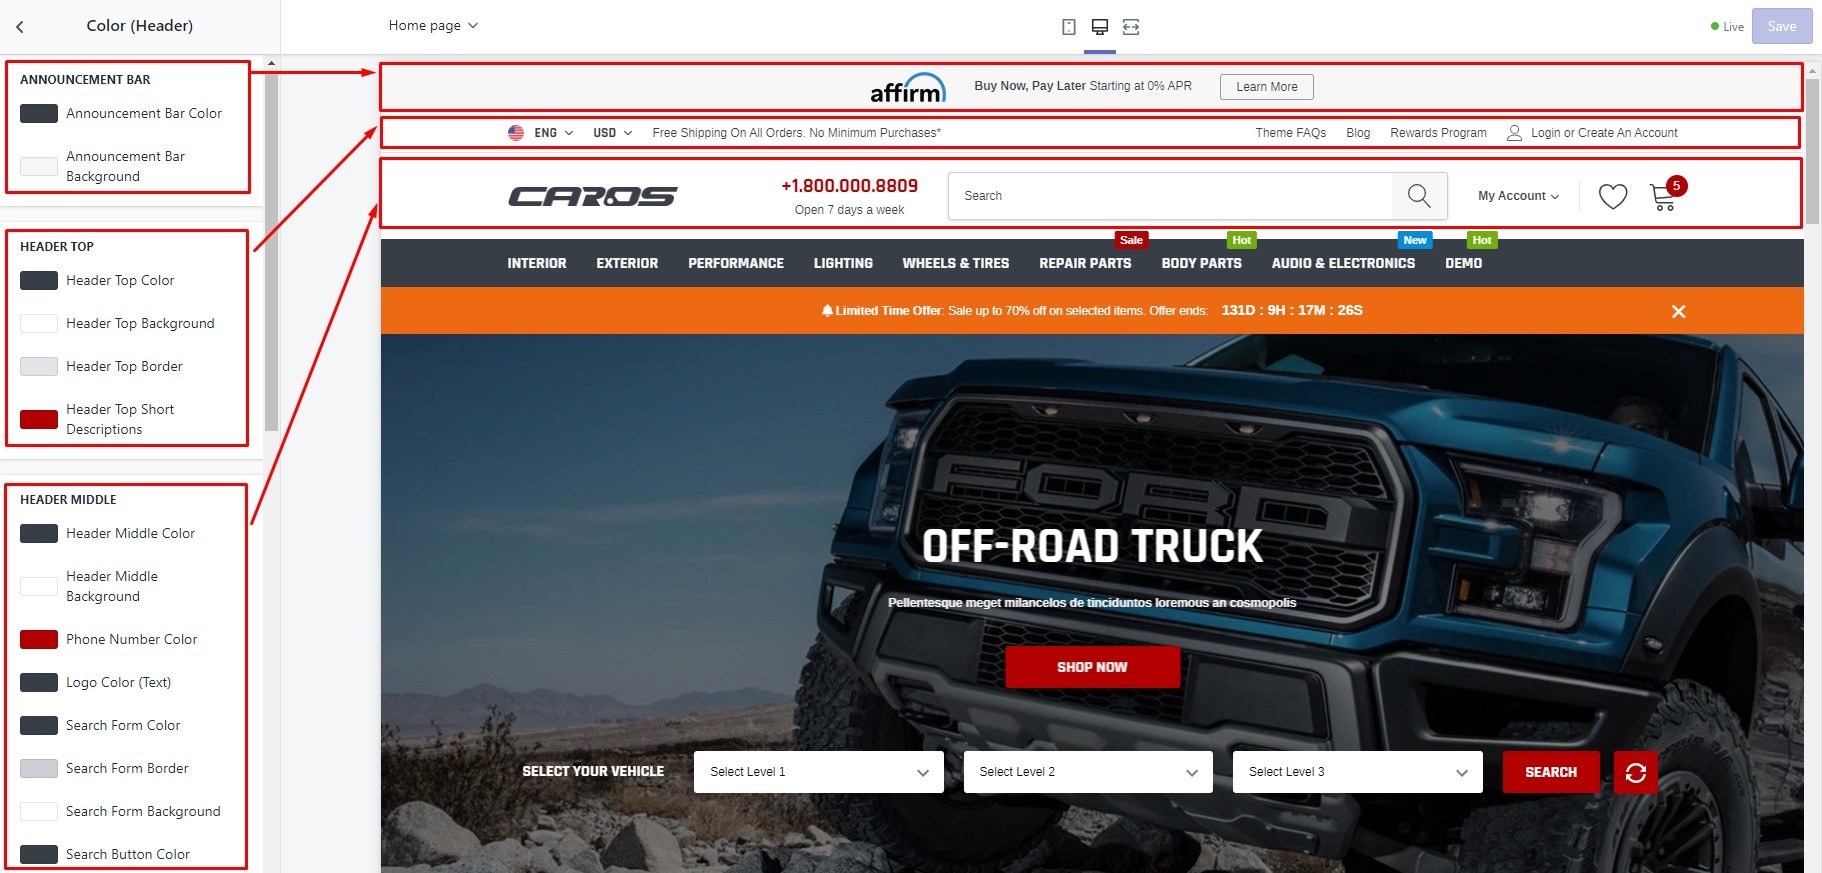 Color (Header)
Home page
Live
Save
ANNOUNCEMENT BAR
Announcement Bar Color
Announcement Bar
Background
HEADER TOP
Header Top Color
Header Top Background
Header Top Border
Header Top Short
Descriptions
HEADER MIDDLE
Header Middle Color
Header Middle
Background
Phone Number Color
Logo Color (Text)
Search Form Color
Search Form Border
Search Form Background
Search Button Color
affirm Buy Now, Pay Later Starting at 0% APR Learn More
ENG USD Free Shipping On All Orders. No Minimum Purchases* Theme FAQs Blog Rewards Program Login or Create An Account
CAROS
+1.800.000.8809
Open 7 days a week
Search
My Account
5
Sale Hot New Hot
INTERIOR EXTERIOR PERFORMANCE LIGHTING WHEELS & TIRES REPAIR PARTS BODY PARTS AUDIO & ELECTRONICS DEMO
Limited Time Offer: Sale up to 70% off on selected items. Offer ends: 131D : 9H : 17M : 26S
FORD
OFF-ROAD TRUCK
Pellentesque meget milancelos de tinciduntos loremous an cosmopolis
SHOP NOW
SELECT YOUR VEHICLE Select Level 1 Select Level 2 Select Level 3 SEARCH